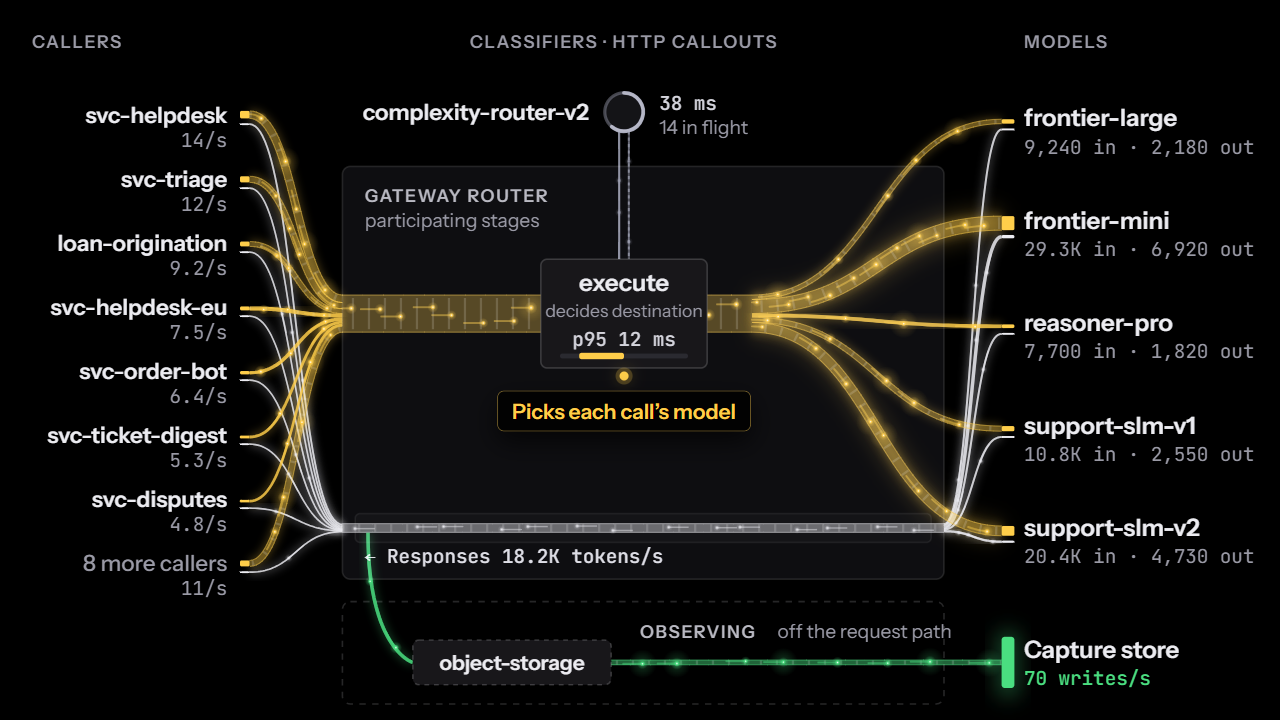 CALLERS
CLASSIFIERS · HTTP CALLOUTS
MODELS
svc-helpdesk
14/s
svc-triage
12/s
loan-origination
9.2/s
svc-helpdesk-eu
7.5/s
svc-order-bot
6.4/s
svc-ticket-digest
5.3/s
svc-disputes
4.8/s
8 more callers
11/s
complexity-router-v2
38 ms
14 in flight
GATEWAY ROUTER
participating stages
execute
decides destination
p95 12 ms
Picks each call’s model
← Responses 18.2K tokens/s
OBSERVING off the request path
object-storage
frontier-large
9,240 in · 2,180 out
frontier-mini
29.3K in · 6,920 out
reasoner-pro
7,700 in · 1,820 out
support-slm-v1
10.8K in · 2,550 out
support-slm-v2
20.4K in · 4,730 out
Capture store
70 writes/s